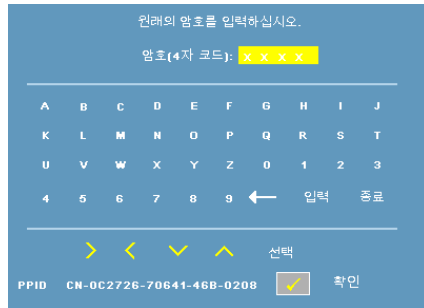 원래의 암호를 입력하십시오.
암호(4자 코드): X X X X
A B C D E F G H I J
K L M N O P Q R S T
U V W X Y Z 0 1 2 3
4 5 6 7 8 9 ← 입력 종료
> < ∨ ∧ 선택
PPID CN-0C2726-70641-46B-0208 ✓ 확인